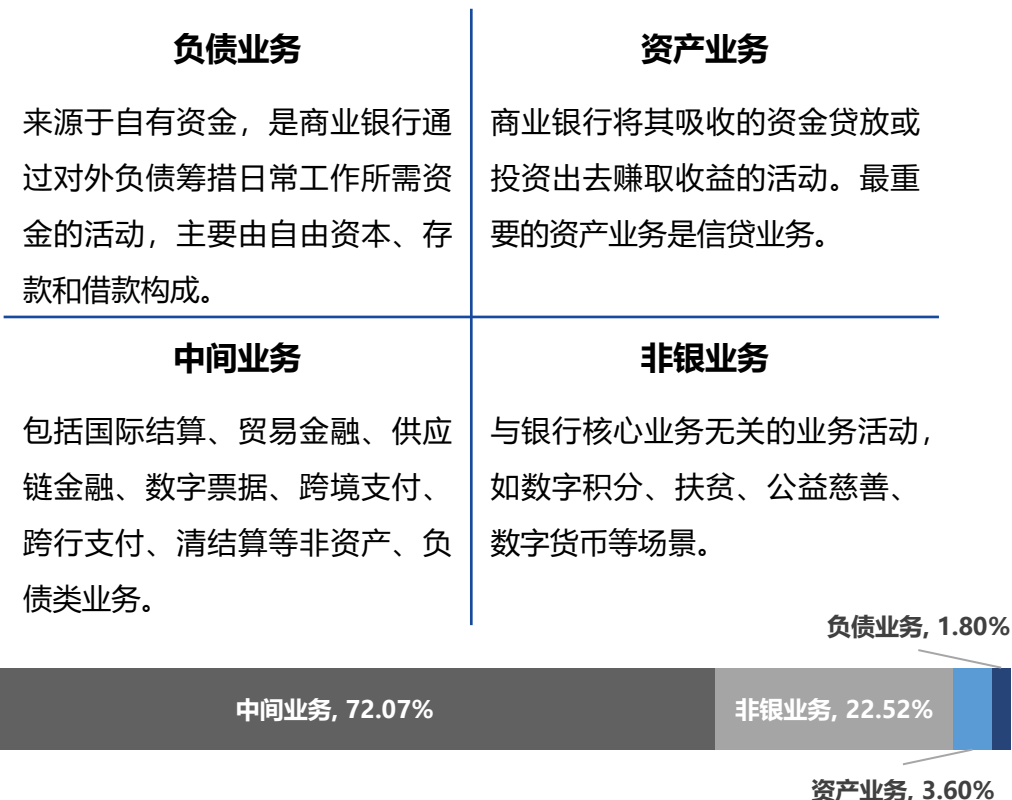 负债业务
来源于自有资金，是商业银行通
过对外负债筹措日常工作所需资
金的活动，主要由自由资本、存
款和借款构成。
资产业务
商业银行将其吸收的资金贷放或
投资出去赚取收益的活动。最重
要的资产业务是信贷业务。
中间业务
包括国际结算、贸易金融、供应
链金融、数字票据、跨境支付、
跨行支付、清结算等非资产、负
债类业务。
非银业务
与银行核心业务无关的业务活动，
如数字积分、扶贫、公益慈善、
数字货币等场景。
负债业务, 1.80%
中间业务, 72.07%
非银业务, 22.52%
资产业务, 3.60%